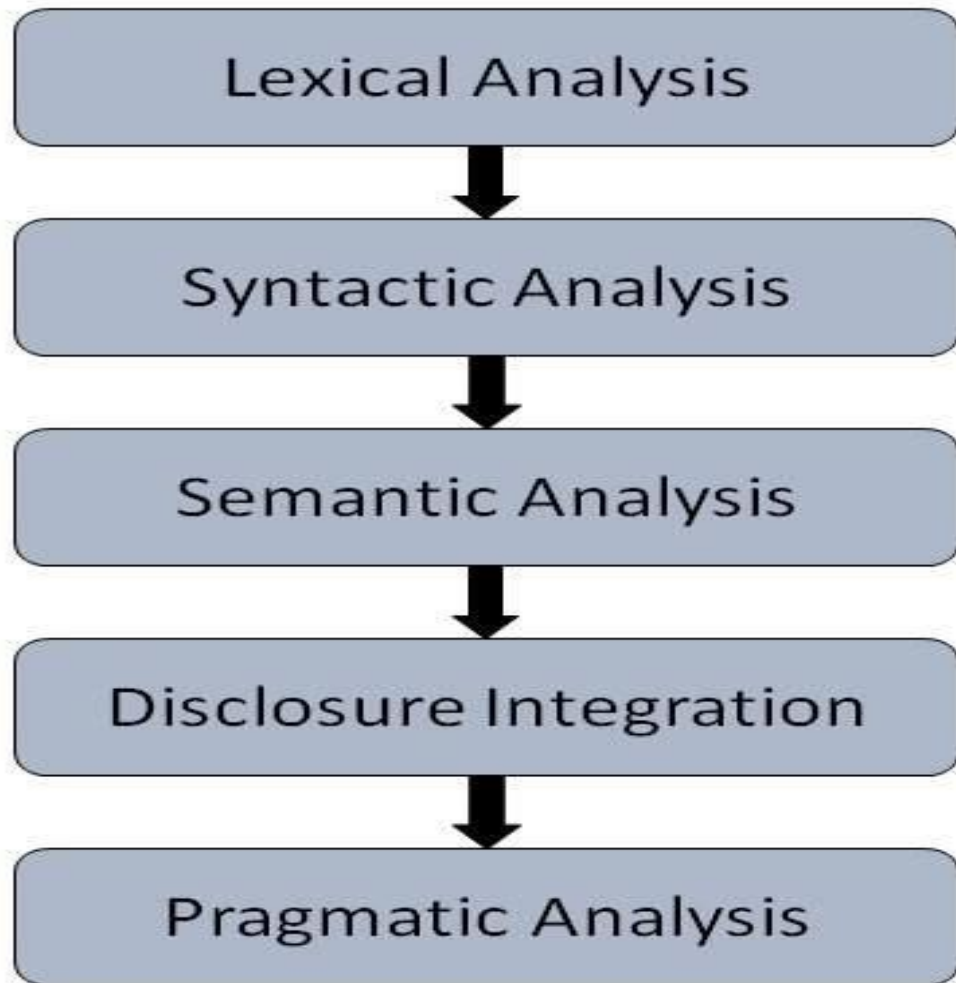 Lexical Analysis
Syntactic Analysis
Semantic Analysis
Disclosure Integration
Pragmatic Analysis